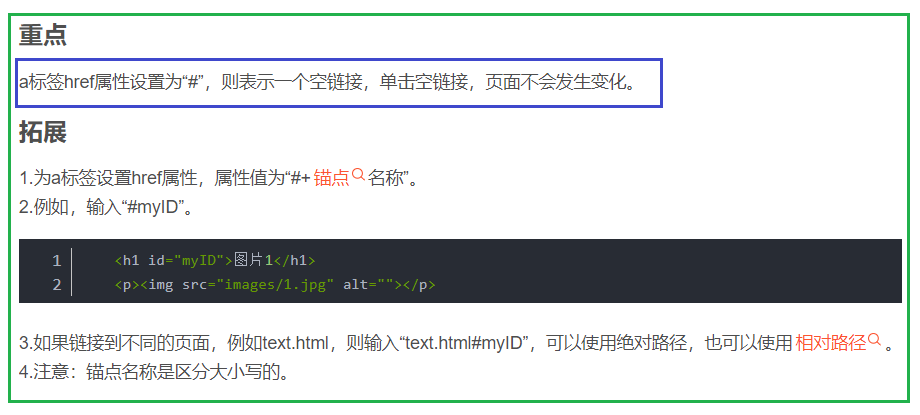 重点
a标签href属性设置为“#”，则表示一个空链接，单击空链接，页面不会发生变化。
拓展
1.为a标签设置href属性，属性值为“#+锚点名称”。
2.例如，输入“#myID”。
1 <h1 id="myID">图片1</h1>
2 <p><img src="images/1.jpg" alt=""></p>
3.如果链接到不同的页面，例如text.html，则输入“text.html#myID”，可以使用绝对路径，也可以使用相对路径。
4.注意：锚点名称是区分大小写的。